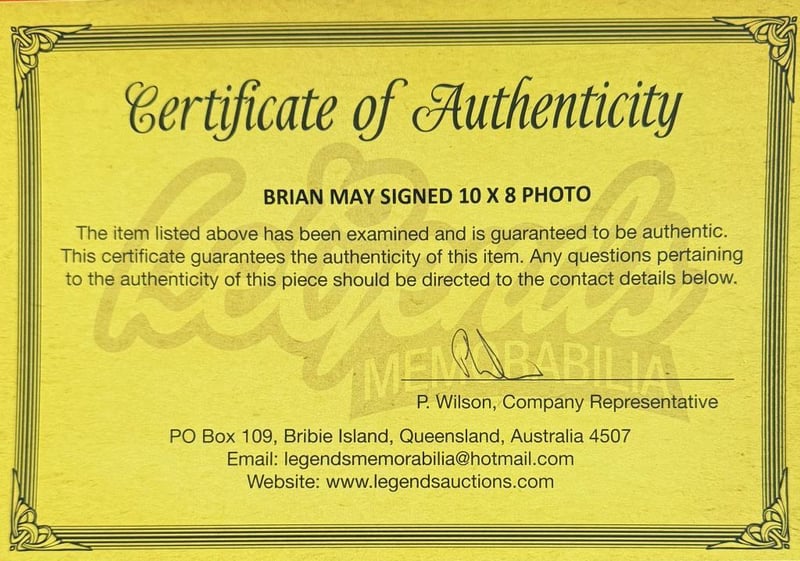 Certificate of Authenticity
BRIAN MAY SIGNED 10 X 8 PHOTO
The item listed above has been examined and is guaranteed to be authentic.
This certificate guarantees the authenticity of this item. Any questions pertaining
to the authenticity of this piece should be directed to the contact details below.
Legends
MEMORABILIA
P. Wilson, Company Representative
PO Box 109, Bribie Island, Queensland, Australia 4507
Email: legendsmemorabilia@hotmail.com
Website: www.legendsauctions.com